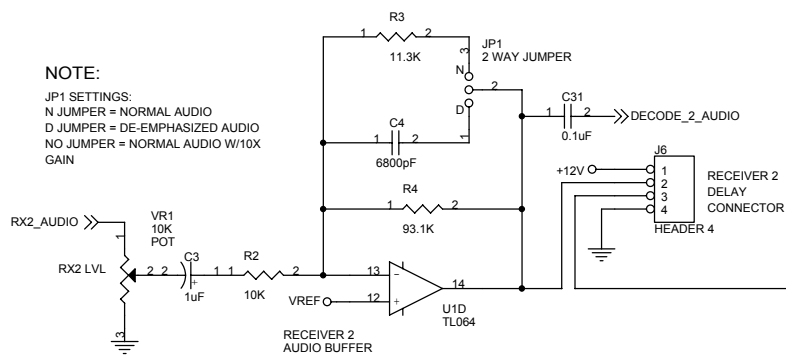 R3
1
2
11.3K
JP1
2 WAY JUMPER
3
N
2
D
1
NOTE:
JP1 SETTINGS:
N JUMPER = NORMAL AUDIO
D JUMPER = DE-EMPHASIZED AUDIO
NO JUMPER = NORMAL AUDIO W/10X
GAIN
C4
1
2
6800pF
C31
1
2
0.1uF
DECODE_2_AUDIO
J6
+12V
1
2
3
4
HEADER 4
RECEIVER 2
DELAY
CONNECTOR
R4
1
2
93.1K
RX2_AUDIO
VR1
10K
POT
1
RX2 LVL
2
3
C3
2
1
+
1uF
R2
1
2
10K
13
−
14
VREF
12
+
U1D
TL064
RECEIVER 2
AUDIO BUFFER